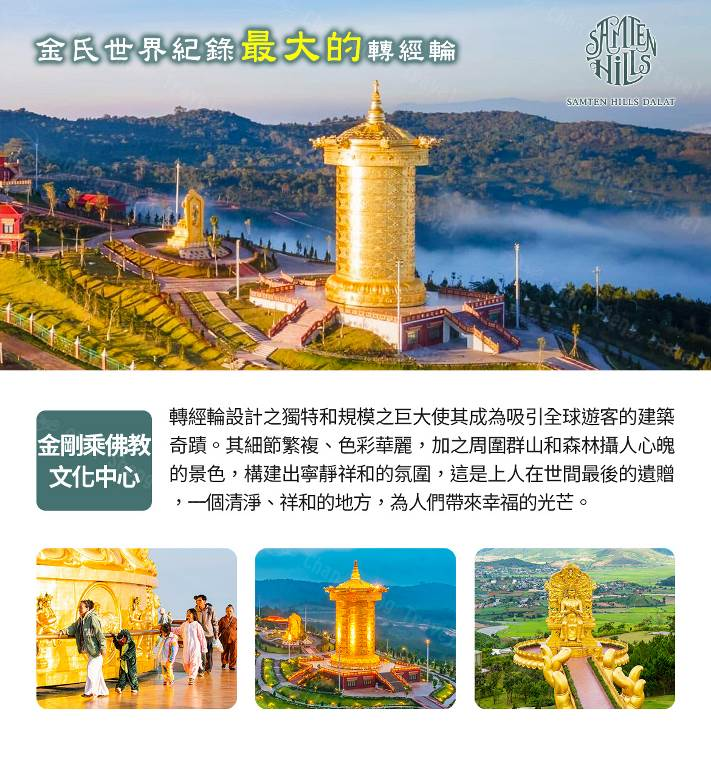 金氏世界紀錄最大的轉經輪
SAMTEN
HILLS
SAMTEN HILLS DALAT
金剛乘佛教
文化中心
轉經輪設計之獨特和規模之巨大使其成為吸引全球遊客的建築
奇蹟。其細節繁複、色彩華麗，加之周圍群山和森林攝人心魄
的景色，構建出寧靜祥和的氛圍，這是上人在世間最後的遺贈
，一個清淨、祥和的地方，為人們帶來幸福的光芒。